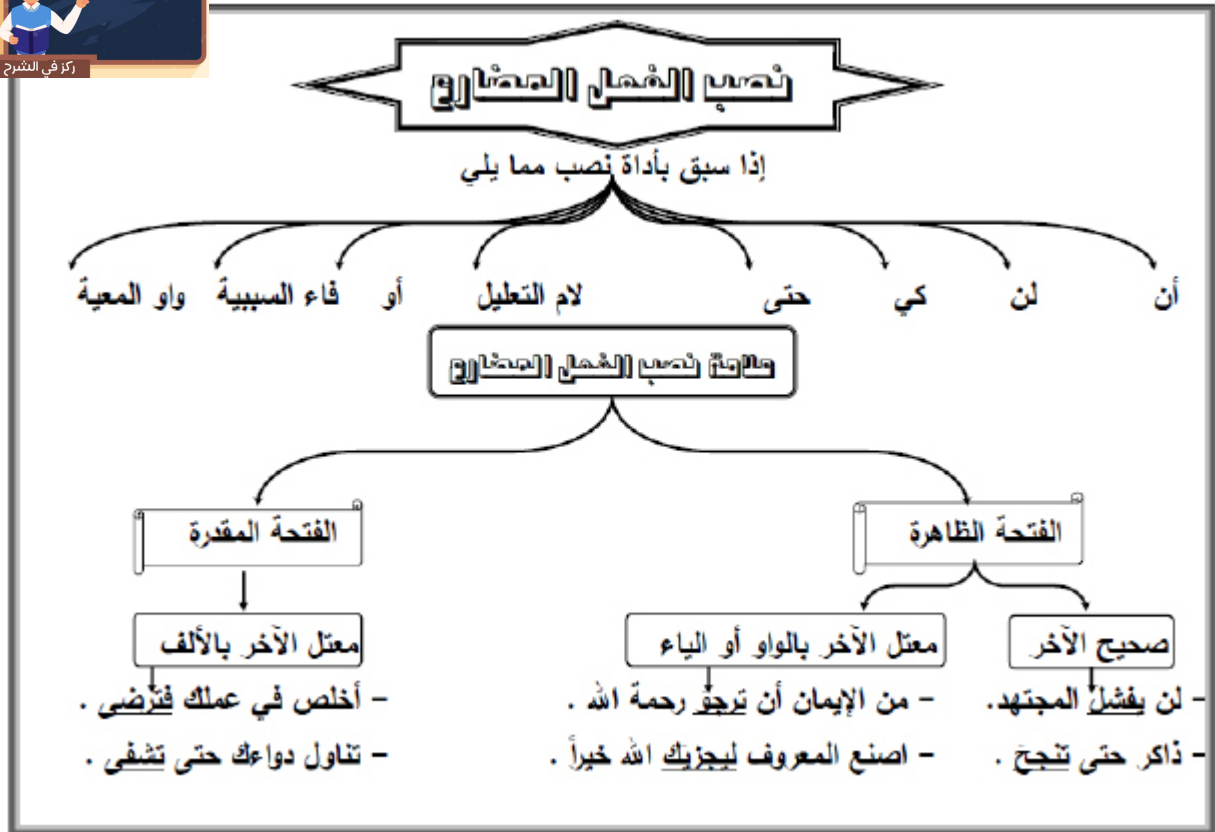 ركز في الشرح
نصب الفعل المضارع
إذا سبق بأداة نصب مما يلي
أن لن كي حتى لام التعليل أو فاء السببية واو المعية
علامة نصب الفعل المضارع
الفتحة الظاهرة الفتحة المقدرة
صحيح الآخر معتل الآخر بالواو أو الياء معتل الآخر بالألف
- لن يفشلَ المجتهد. - من الإيمان أن ترجوَ رحمة الله . - أخلص في عملك فترضى .
- ذاكر حتى تنجحَ . - اصنع المعروف ليجزيَك الله خيراً . - تناول دواءك حتى تشفى .